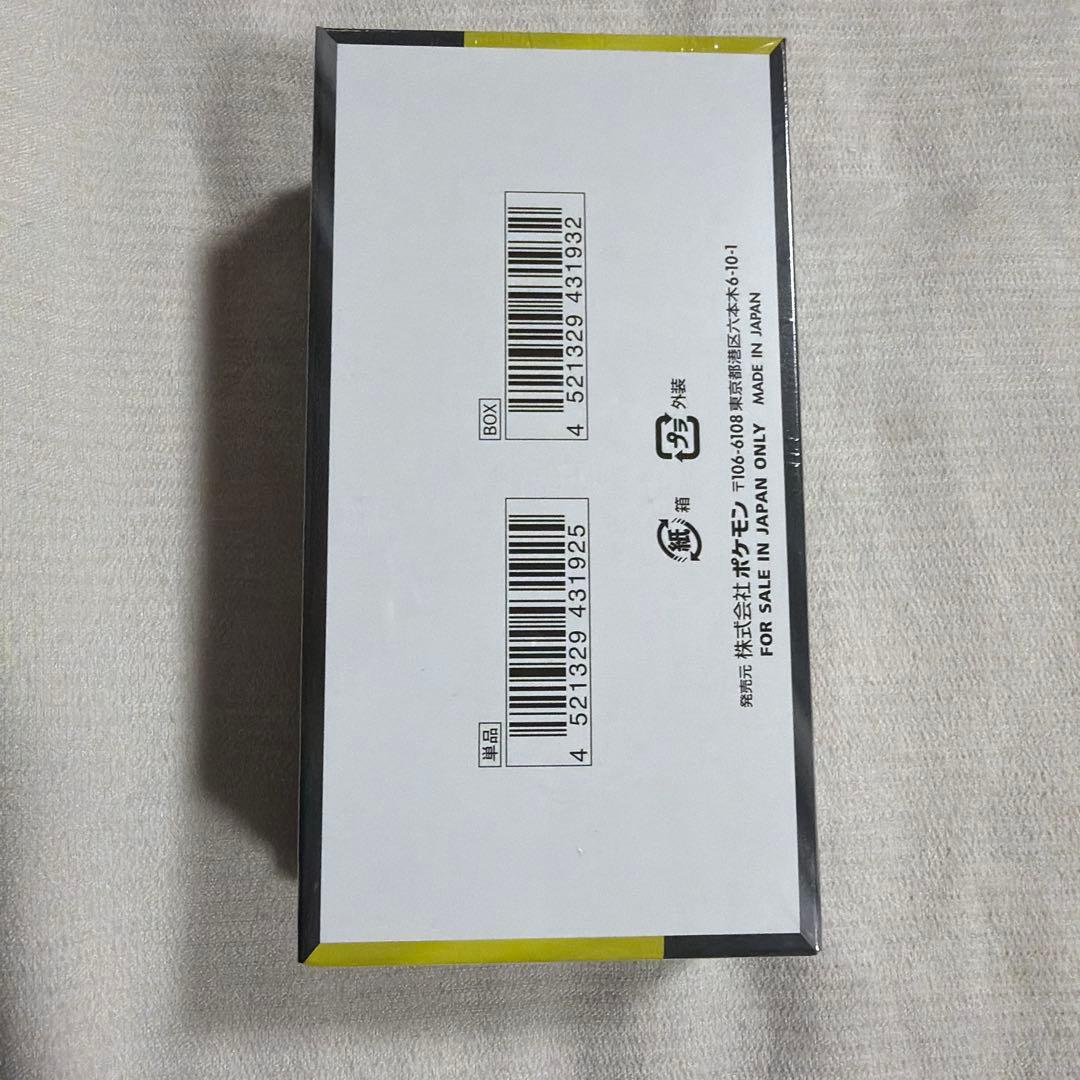 単品
4 521329 431925
BOX
4 521329 431932
紙 箱
プラ 外装
発売元 株式会社 ポケモン 〒106-6108 東京都港区六本木6-10-1
FOR SALE IN JAPAN ONLY MADE IN JAPAN